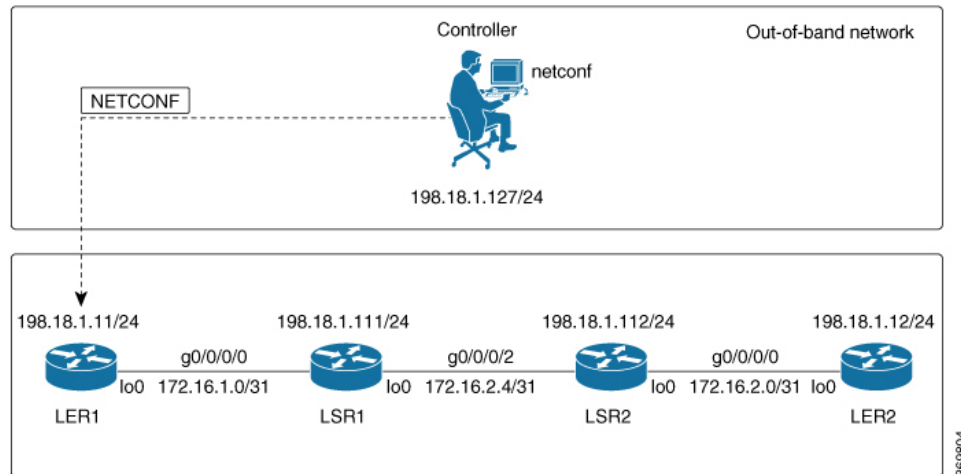 Controller
Out-of-band network
netconf
NETCONF
198.18.1.127/24
198.18.1.11/24
198.18.1.111/24
198.18.1.112/24
198.18.1.12/24
g0/0/0/0
g0/0/0/2
g0/0/0/0
lo0 172.16.1.0/31
lo0 172.16.2.4/31
lo0 172.16.2.0/31 lo0
LER1
LSR1
LSR2
LER2